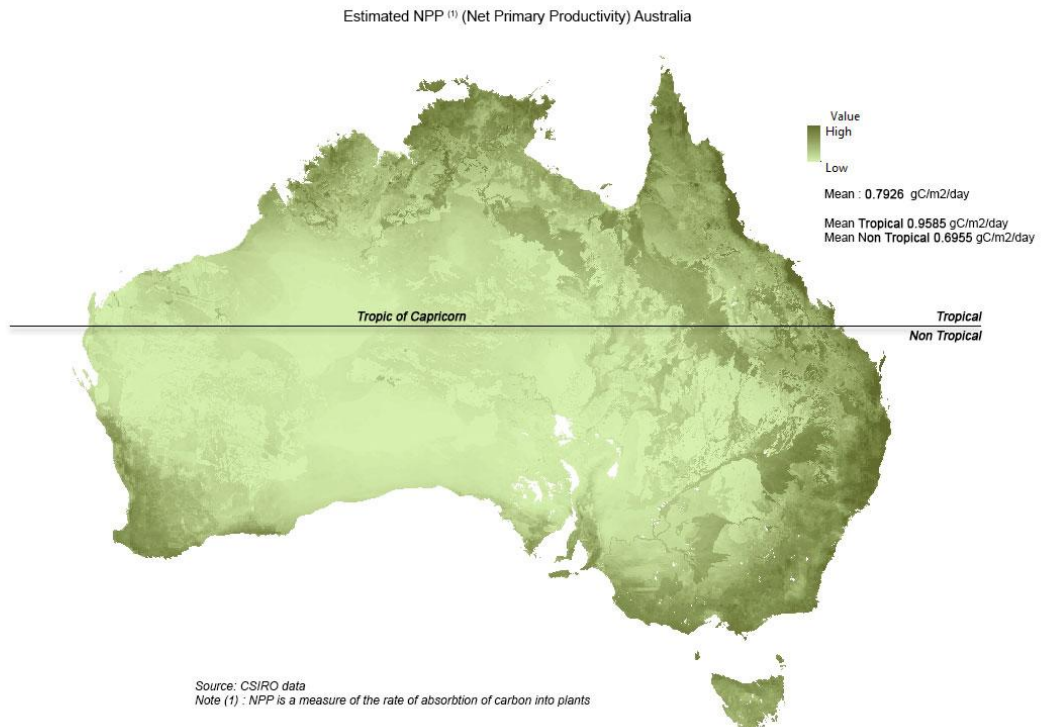 Estimated NPP (1) (Net Primary Productivity) Australia
Value
High
Low
Mean : 0.7926 gC/m2/day
Mean Tropical 0.9585 gC/m2/day
Mean Non Tropical 0.6955 gC/m2/day
Tropic of Capricorn
Tropical
Non Tropical
Source: CSIRO data
Note (1) : NPP is a measure of the rate of absorbtion of carbon into plants